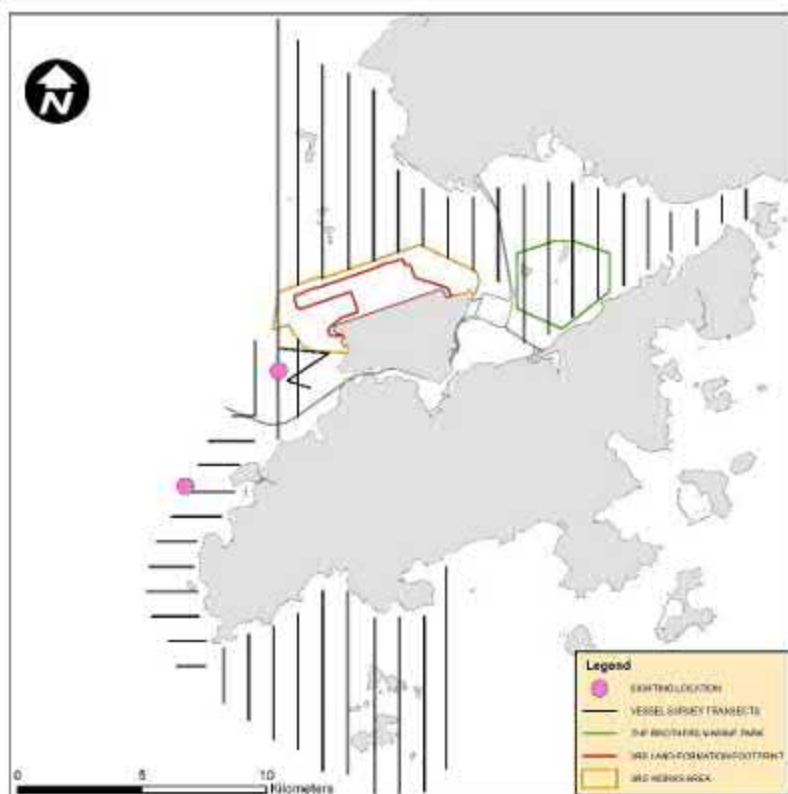 N
Legend
SIGHTING LOCATION
VESSEL SURVEY TRANSECTS
THE BROTHERS MARINE PARK
3RS LAND-FORMATION FOOTPRINT
3RS WORKS AREA
0 5 10
Kilometers